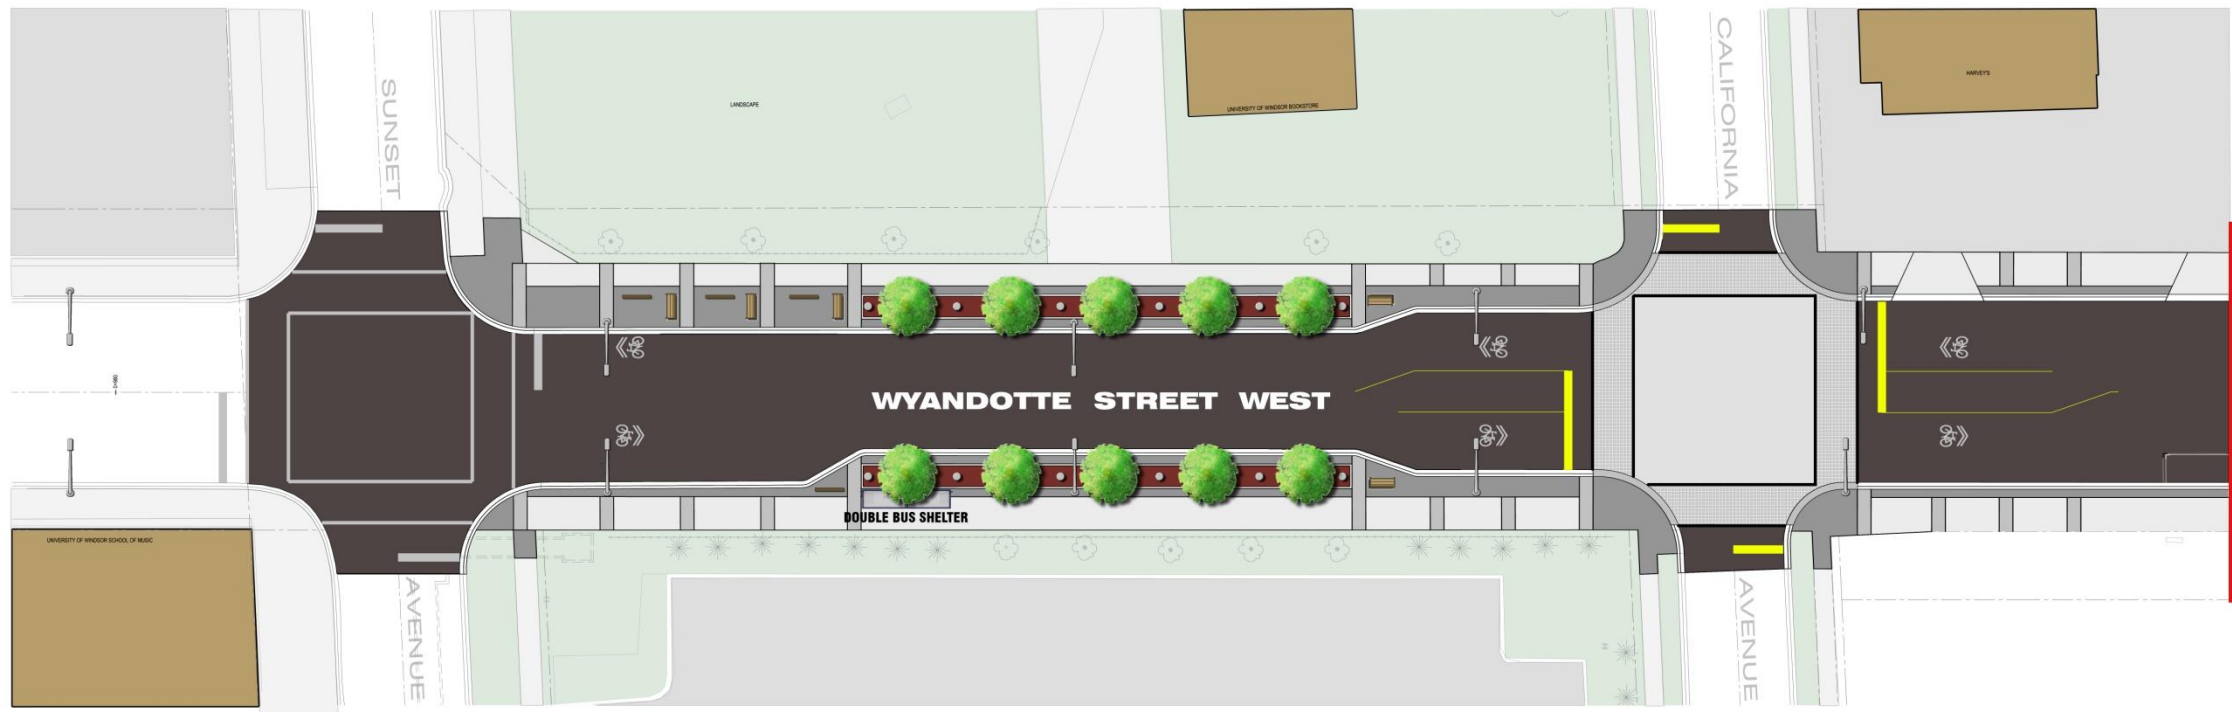 SUNSET
CALIFORNIA
HARVEY'S
LANDSCAPE
UNIVERSITY OF WINDSOR BOOKSTORE
WYANDOTTE STREET WEST
DOUBLE BUS SHELTER
UNIVERSITY OF WINDSOR SCHOOL OF MUSIC
AVENUE
AVENUE